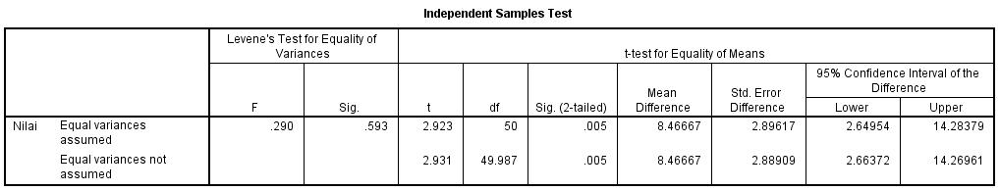 Independent Samples Test
Levene's Test for Equality of
Variances
t-test for Equality of Means
95% Confidence Interval of the
Difference
F Sig. t df Sig. (2-tailed) Mean Difference Std. Error Difference Lower Upper
Nilai Equal variances assumed .290 .593 2.923 50 .005 8.46667 2.89617 2.64954 14.28379
Equal variances not assumed 2.931 49.987 .005 8.46667 2.88909 2.66372 14.26961